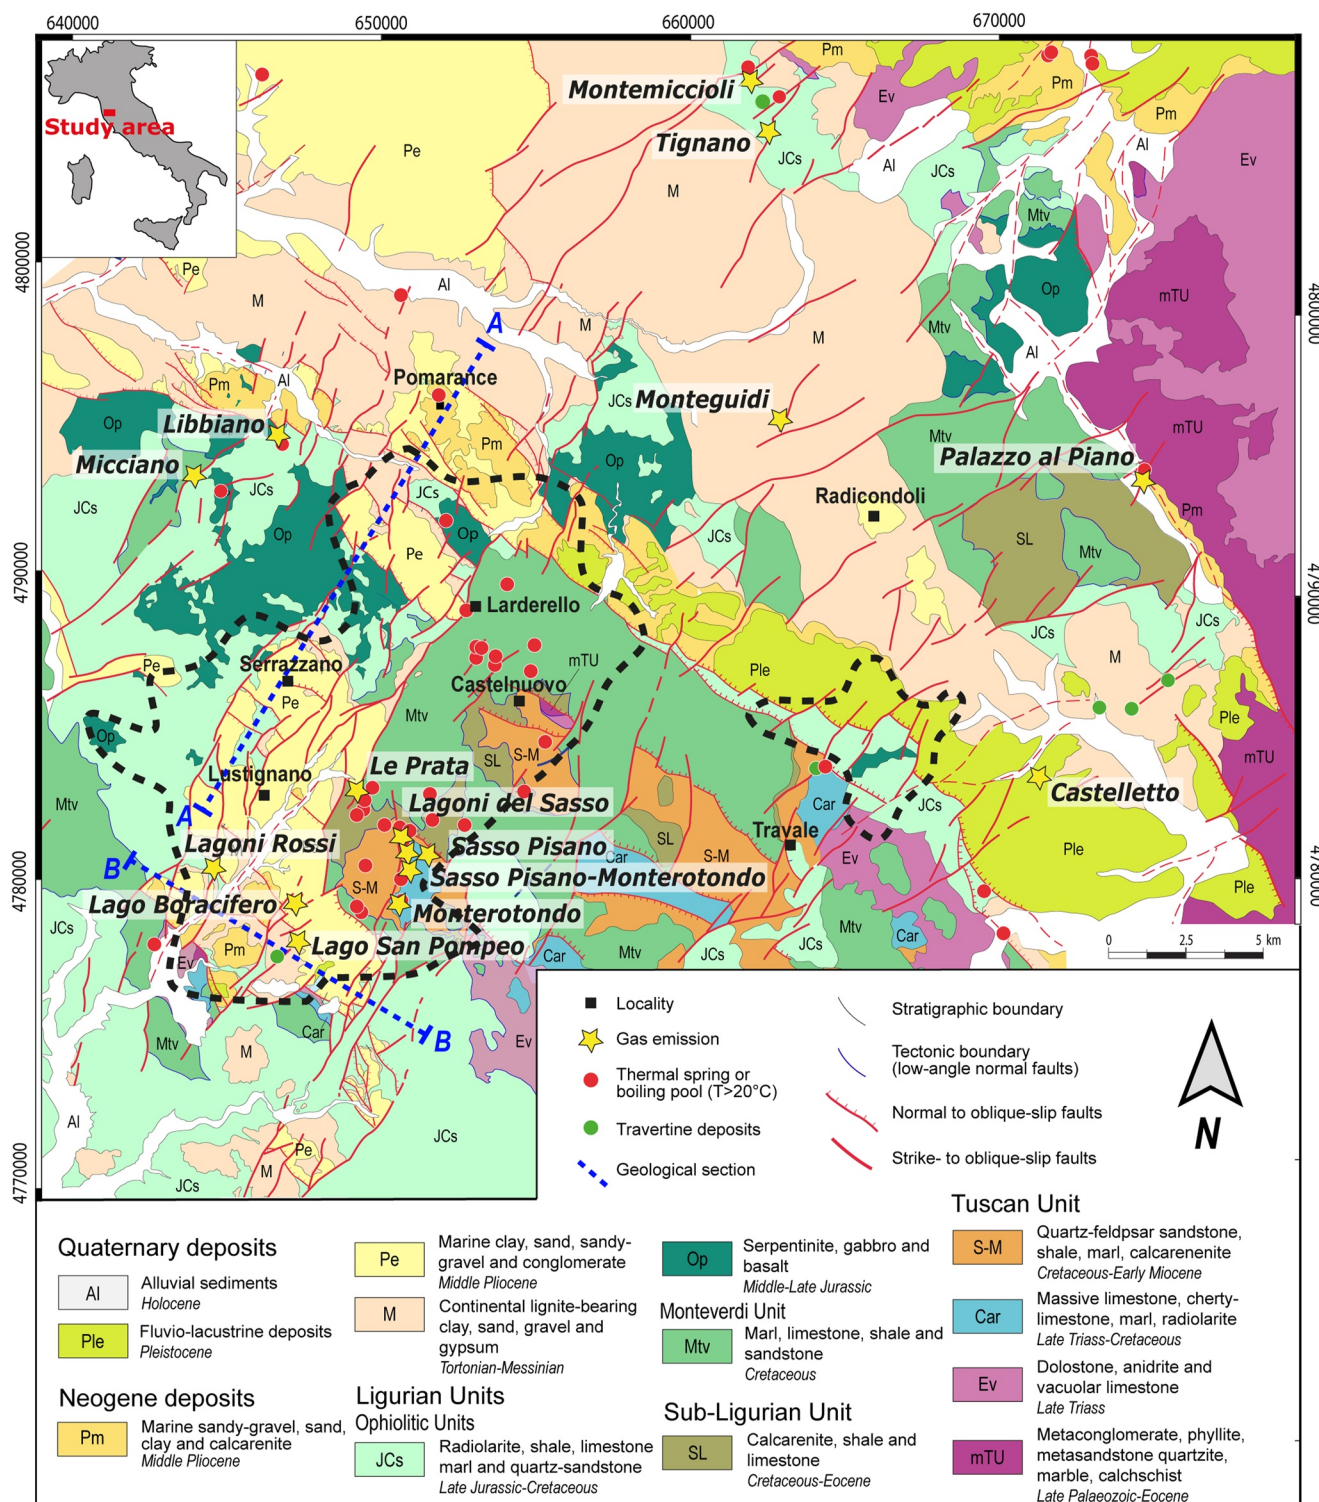 640000
650000
660000
670000
4800000
4790000
4780000
4770000
4800000
4790000
4780000
Study area
Montemiccioli
Pm
Pm
Pm
Ev
Ev
Pe
Tignano
JCs
Al
JCs
Al
M
Mtv
Pe
M
Al
Op
mTU
A
M
M
Mtv
Al
Pomarance
Pm
Al
JCs
Monteguidi
Op
Libbiano
Pm
Mtv
mTU
Micciano
Op
Palazzo al Piano
JCs
JCs
JCs
Radicondoli
Pm
Op
Op
JCs
SL
Mtv
Pe
Larderello
JCs
JCs
Pe
Serrazzano
mTU
Ple
M
Castelnuovo
Pe
Mtv
Ple
Op
SL
S-M
mTU
Le Prata
Lustignano
Mtv
A
Lagoni del Sasso
Car
JCs
Castelletto
Lagoni Rossi
Sasso Pisano
SL
Travale
Car
S-M
Ev
Ple
B
Sasso Pisano-Monterotondo
S-M
Ple
Lago Boracifero
Monterotondo
JCs
Mtv
Car
Pm
Lago San Pompeo
Mtv
JCs
JCs
Car
Ev
0 2.5 5 km
Car
Mtv
M
B
Ev
Al
JCs
Pe
M
JCs
Locality
Gas emission
Thermal spring or
boiling pool (T>20°C)
Travertine deposits
Geological section
Stratigraphic boundary
Tectonic boundary
(low-angle normal faults)
Normal to oblique-slip faults
Strike- to oblique-slip faults
N
Quaternary deposits
Al
Alluvial sediments
Holocene
Ple
Fluvio-lacustrine deposits
Pleistocene
Neogene deposits
Pm
Marine sandy-gravel, sand,
clay and calcarenite
Middle Pliocene
Pe
Marine clay, sand, sandy-
gravel and conglomerate
Middle Pliocene
M
Continental lignite-bearing
clay, sand, gravel and
gypsum
Tortonian-Messinian
Ligurian Units
Ophiolitic Units
JCs
Radiolarite, shale, limestone
marl and quartz-sandstone
Late Jurassic-Cretaceous
Op
Serpentinite, gabbro and
basalt
Middle-Late Jurassic
Monteverdi Unit
Mtv
Marl, limestone, shale and
sandstone
Cretaceous
Sub-Ligurian Unit
SL
Calcarenite, shale and
limestone
Cretaceous-Eocene
Tuscan Unit
S-M
Quartz-feldpsar sandstone,
shale, marl, calcarenenite
Cretaceous-Early Miocene
Car
Massive limestone, cherty-
limestone, marl, radiolarite
Late Triass-Cretaceous
Ev
Dolostone, anidrite and
vacuolar limestone
Late Triass
mTU
Metaconglomerate, phyllite,
metasandstone quartzite,
marble, calchschist
Late Palaeozoic-Eocene